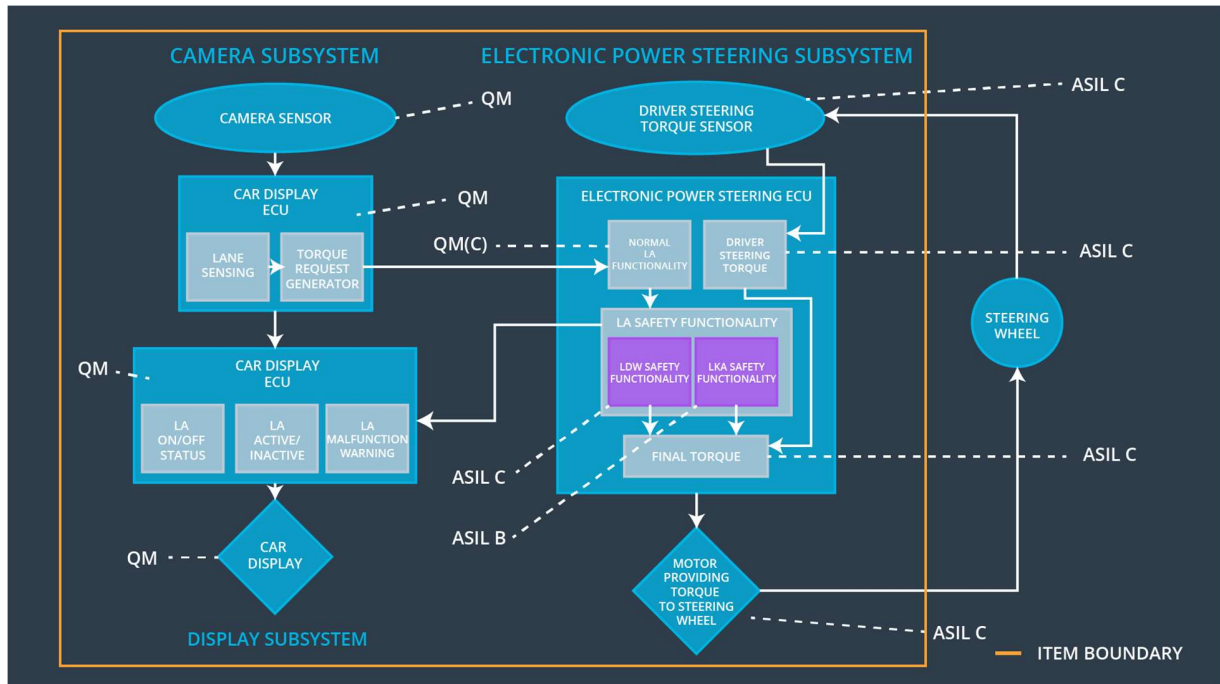 CAMERA SUBSYSTEM
ELECTRONIC POWER STEERING SUBSYSTEM
CAMERA SENSOR
QM
DRIVER STEERING
TORQUE SENSOR
ASIL C
CAR DISPLAY
ECU
QM
LANE
SENSING
TORQUE
REQUEST
GENERATOR
ELECTRONIC POWER STEERING ECU
QM(C)
NORMAL
LA
FUNCTIONALITY
DRIVER
STEERING
TORQUE
ASIL C
LA SAFETY FUNCTIONALITY
LDW SAFETY
FUNCTIONALITY
LKA SAFETY
FUNCTIONALITY
STEERING
WHEEL
QM
CAR DISPLAY
ECU
LA
ON/OFF
STATUS
LA
ACTIVE/
INACTIVE
LA
MALFUNCTION
WARNING
FINAL TORQUE
ASIL C
ASIL C
ASIL B
QM
CAR
DISPLAY
MOTOR
PROVIDING
TORQUE
TO STEERING
WHEEL
ASIL C
DISPLAY SUBSYSTEM
ITEM BOUNDARY